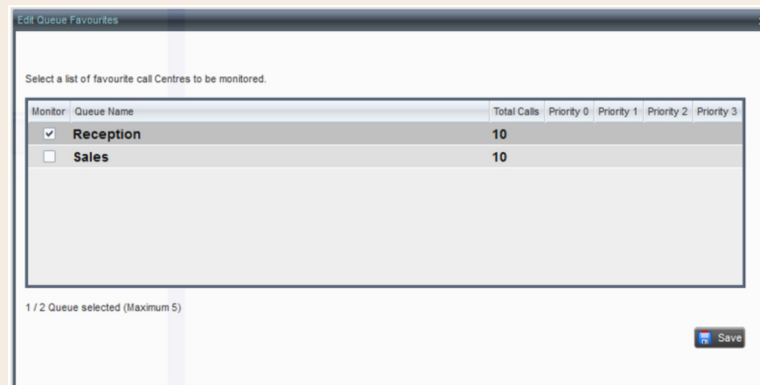 Edit Queue Favourites
Select a list of favourite call Centres to be monitored.
Monitor Queue Name Total Calls Priority 0 Priority 1 Priority 2 Priority 3
Reception 10
Sales 10
1 / 2 Queue selected (Maximum 5)
Save